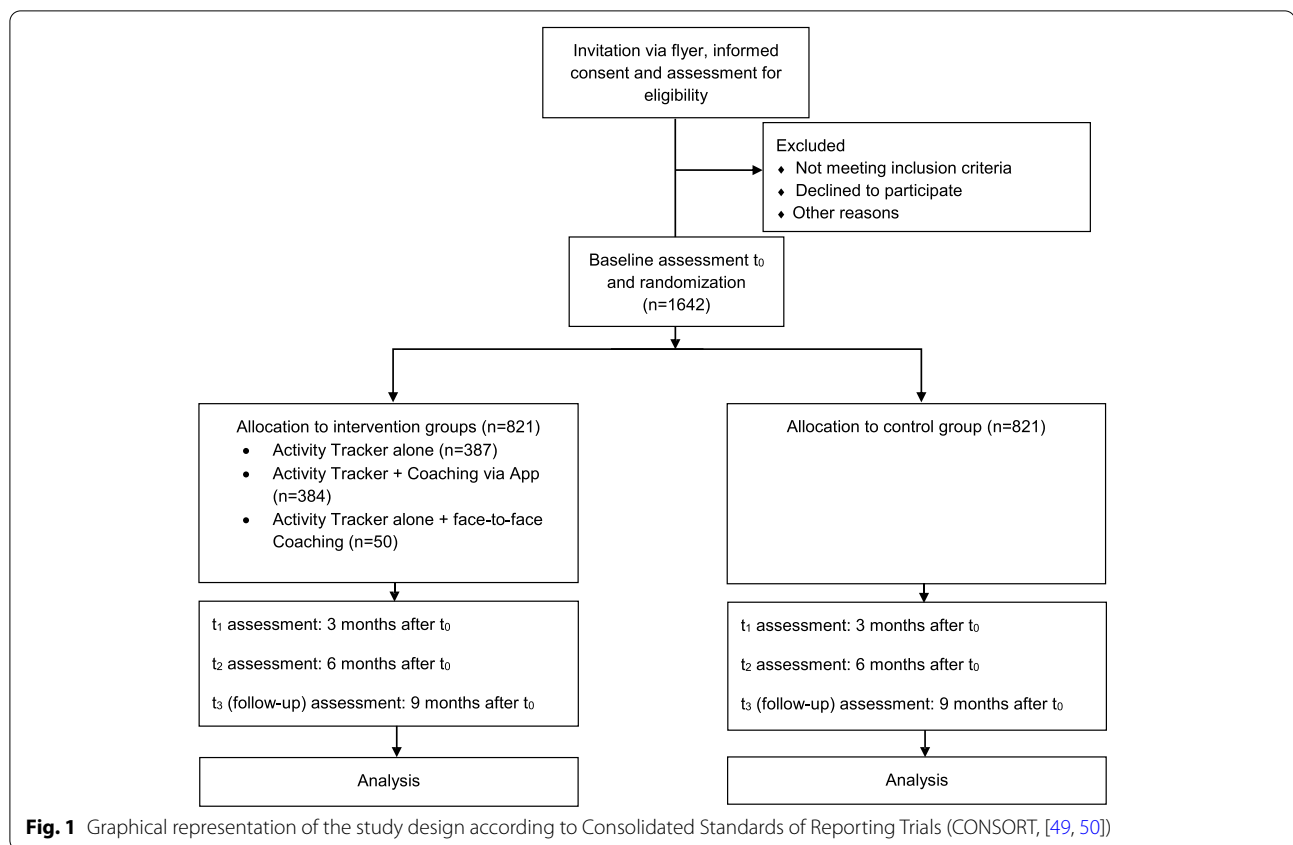 Invitation via flyer, informed
consent and assessment for
eligibility
Excluded
♦ Not meeting inclusion criteria
♦ Declined to participate
♦ Other reasons
Baseline assessment t₀
and randomization
(n=1642)
Allocation to intervention groups (n=821)
• Activity Tracker alone (n=387)
• Activity Tracker + Coaching via App
(n=384)
• Activity Tracker alone + face-to-face
Coaching (n=50)
Allocation to control group (n=821)
t₁ assessment: 3 months after t₀
t₂ assessment: 6 months after t₀
t₃ (follow-up) assessment: 9 months after t₀
t₁ assessment: 3 months after t₀
t₂ assessment: 6 months after t₀
t₃ (follow-up) assessment: 9 months after t₀
Analysis
Analysis
Fig. 1 Graphical representation of the study design according to Consolidated Standards of Reporting Trials (CONSORT, [49, 50])